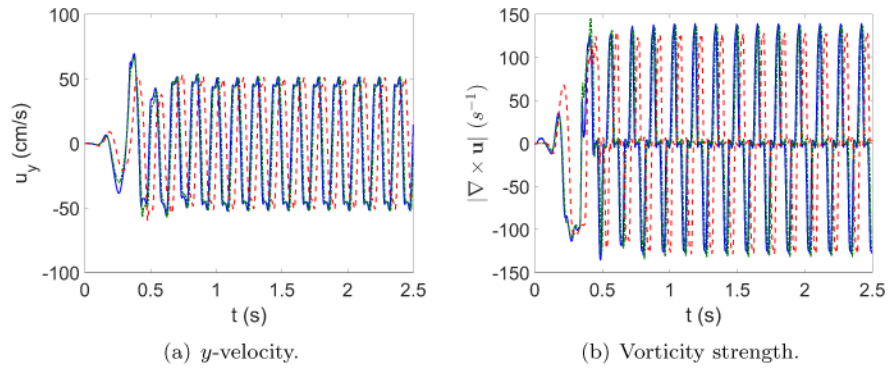 100
50
0
-50
-100
u_y (cm/s)
0 0.5 1 1.5 2 2.5
t (s)
(a) y-velocity.
150
100
50
0
-50
-100
-150
|∇ × u| (s⁻¹)
0 0.5 1 1.5 2 2.5
t (s)
(b) Vorticity strength.